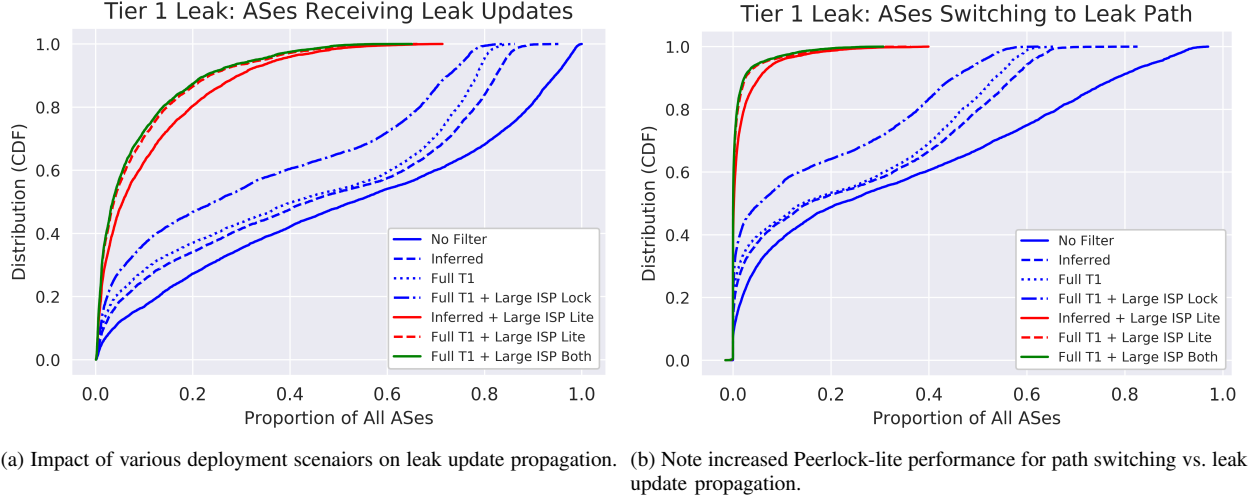 Tier 1 Leak: ASes Receiving Leak Updates
1.0
0.8
0.6
0.4
0.2
0.0
Distribution (CDF)
No Filter
Inferred
Full T1
Full T1 + Large ISP Lock
Inferred + Large ISP Lite
Full T1 + Large ISP Lite
Full T1 + Large ISP Both
0.0 0.2 0.4 0.6 0.8 1.0
Proportion of All ASes
(a) Impact of various deployment scenaiors on leak update propagation.
Tier 1 Leak: ASes Switching to Leak Path
1.0
0.8
0.6
0.4
0.2
0.0
Distribution (CDF)
No Filter
Inferred
Full T1
Full T1 + Large ISP Lock
Inferred + Large ISP Lite
Full T1 + Large ISP Lite
Full T1 + Large ISP Both
0.0 0.2 0.4 0.6 0.8 1.0
Proportion of All ASes
(b) Note increased Peerlock-lite performance for path switching vs. leak
update propagation.